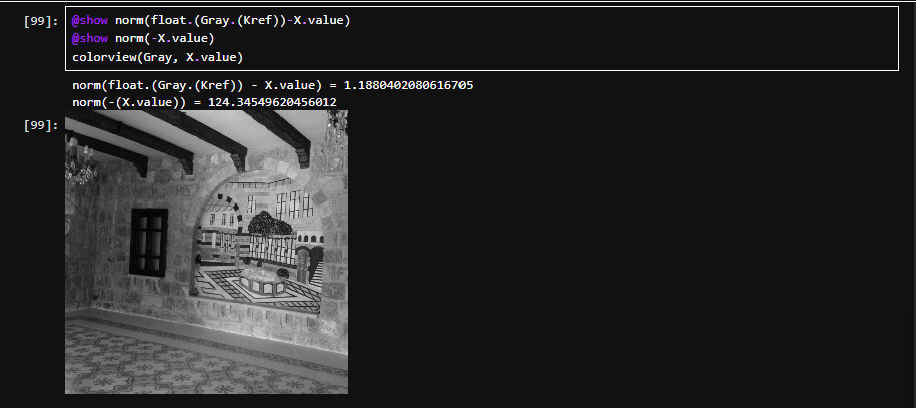 [99]: @show norm(float.(Gray.(Kref))-X.value)
@show norm(-X.value)
colorview(Gray, X.value)
norm(float.(Gray.(Kref)) - X.value) = 1.1880402080616705
norm(-(X.value)) = 124.34549620456012
[99]: